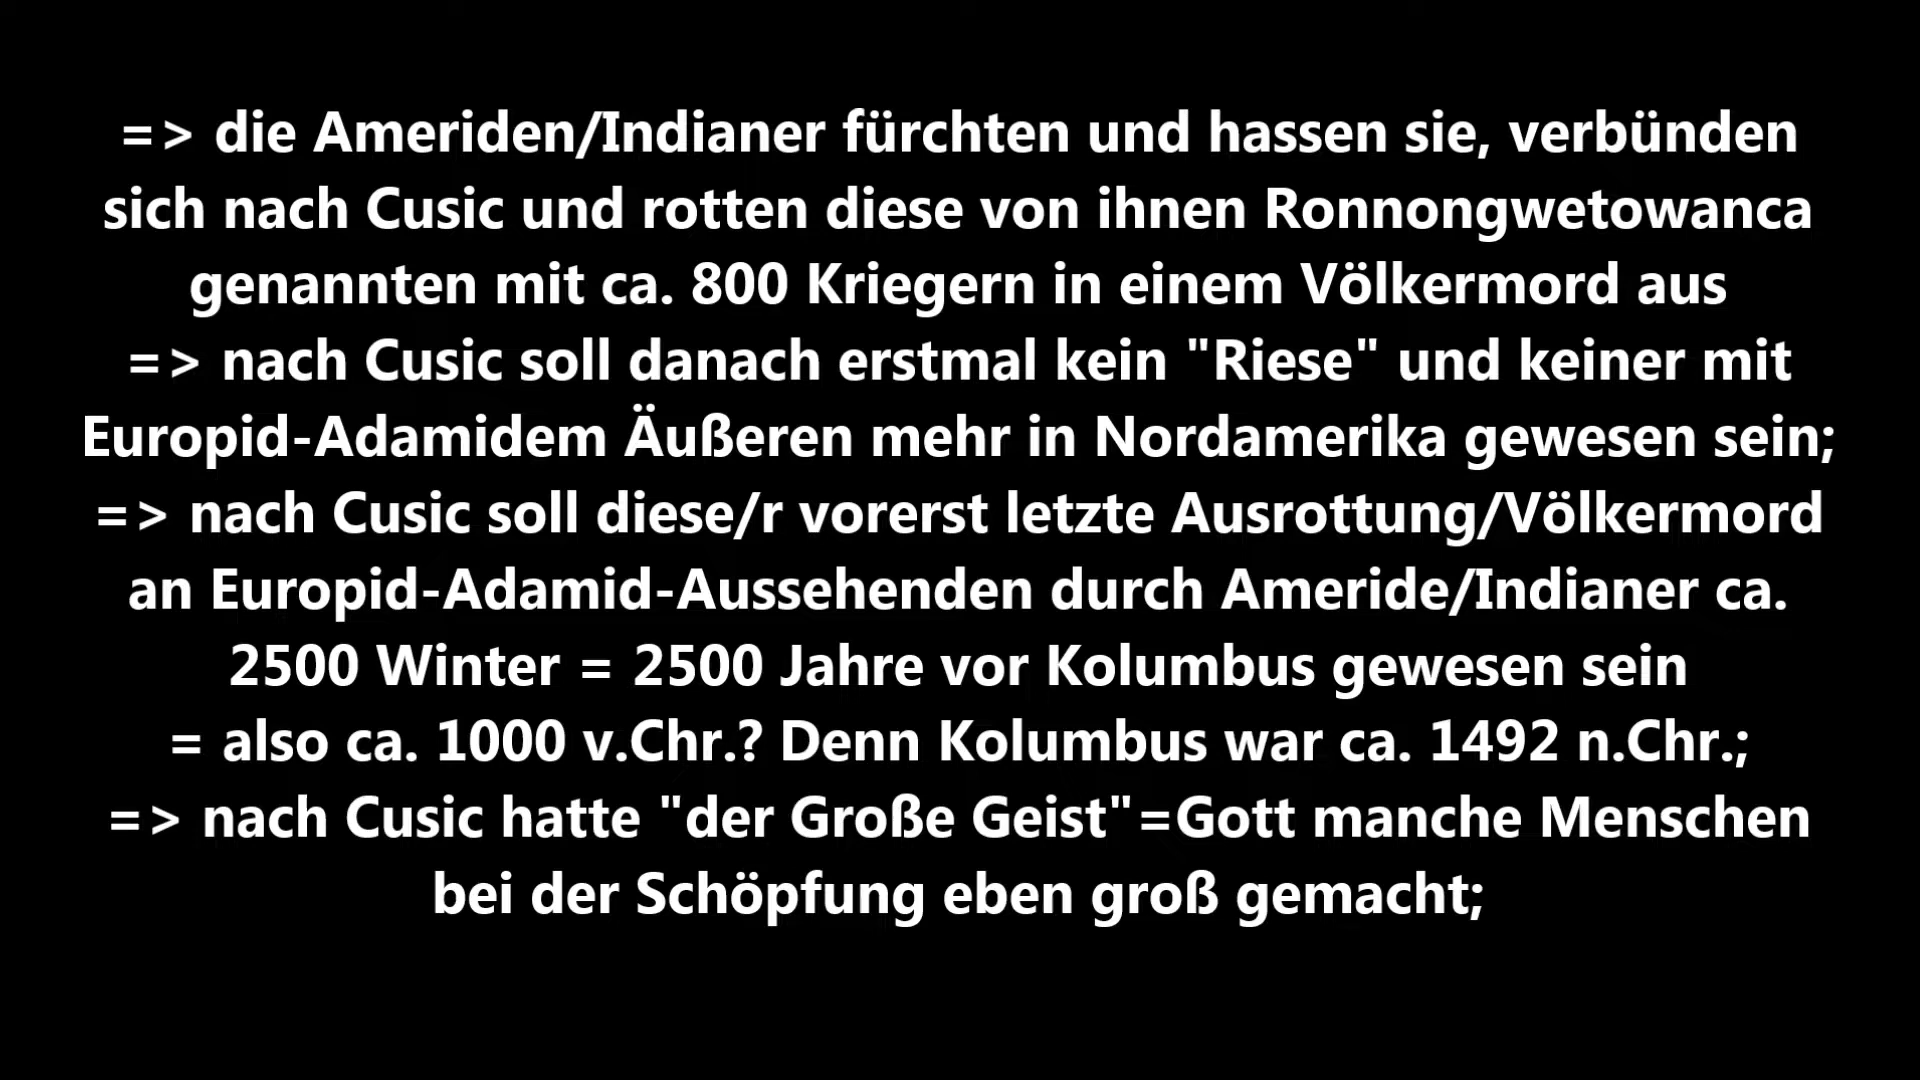 => die Ameriden/Indianer fürchten und hassen sie, verbünden
sich nach Cusic und rotten diese von ihnen Ronnongwetowanca
genannten mit ca. 800 Kriegern in einem Völkermord aus
=> nach Cusic soll danach erstmal kein "Riese" und keiner mit
Europid-Adamidem Äußeren mehr in Nordamerika gewesen sein;
=> nach Cusic soll diese/r vorerst letzte Ausrottung/Völkermord
an Europid-Adamid-Aussehenden durch Ameride/Indianer ca.
2500 Winter = 2500 Jahre vor Kolumbus gewesen sein
= also ca. 1000 v.Chr.? Denn Kolumbus war ca. 1492 n.Chr.;
=> nach Cusic hatte "der Große Geist"=Gott manche Menschen
bei der Schöpfung eben groß gemacht;